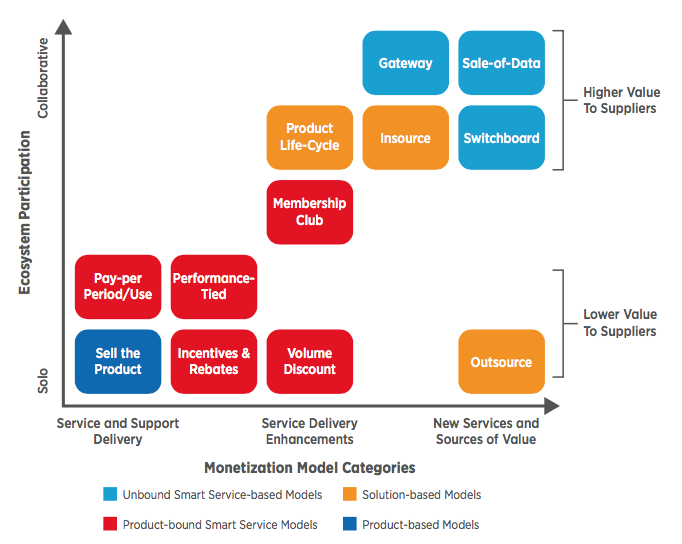 Collaborative
Ecosystem Participation
Solo
Gateway
Sale-of-Data
Higher Value
To Suppliers
Product
Life-Cycle
Insource
Switchboard
Membership
Club
Pay-per
Period/Use
Performance-
Tied
Lower Value
To Suppliers
Sell the
Product
Incentives &
Rebates
Volume
Discount
Outsource
Service and Support
Delivery
Service Delivery
Enhancements
New Services and
Sources of Value
Monetization Model Categories
Unbound Smart Service-based Models
Solution-based Models
Product-bound Smart Service Models
Product-based Models